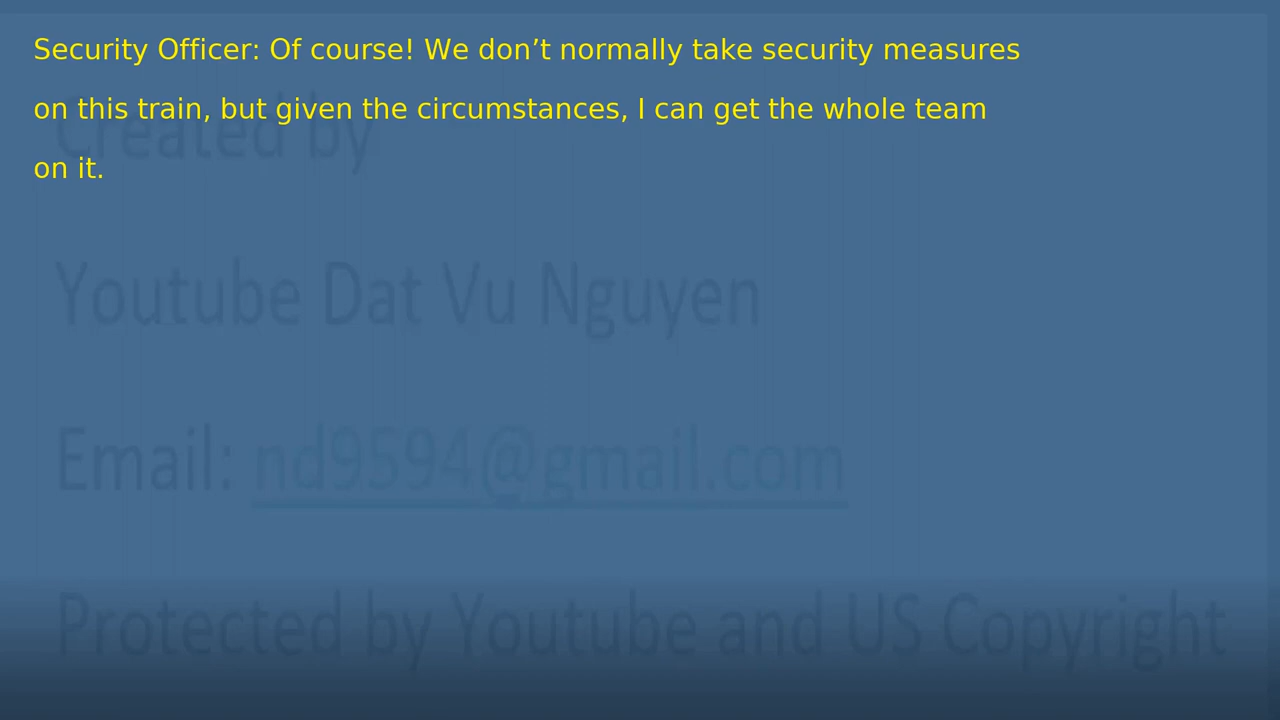 Security Officer: Of course! We don’t normally take security measures
on this train, but given the circumstances, I can get the whole team
on it.
Created by
Youtube Dat Vu Nguyen
Email: nd9594@gmail.com
Protected by Youtube and US Copyright